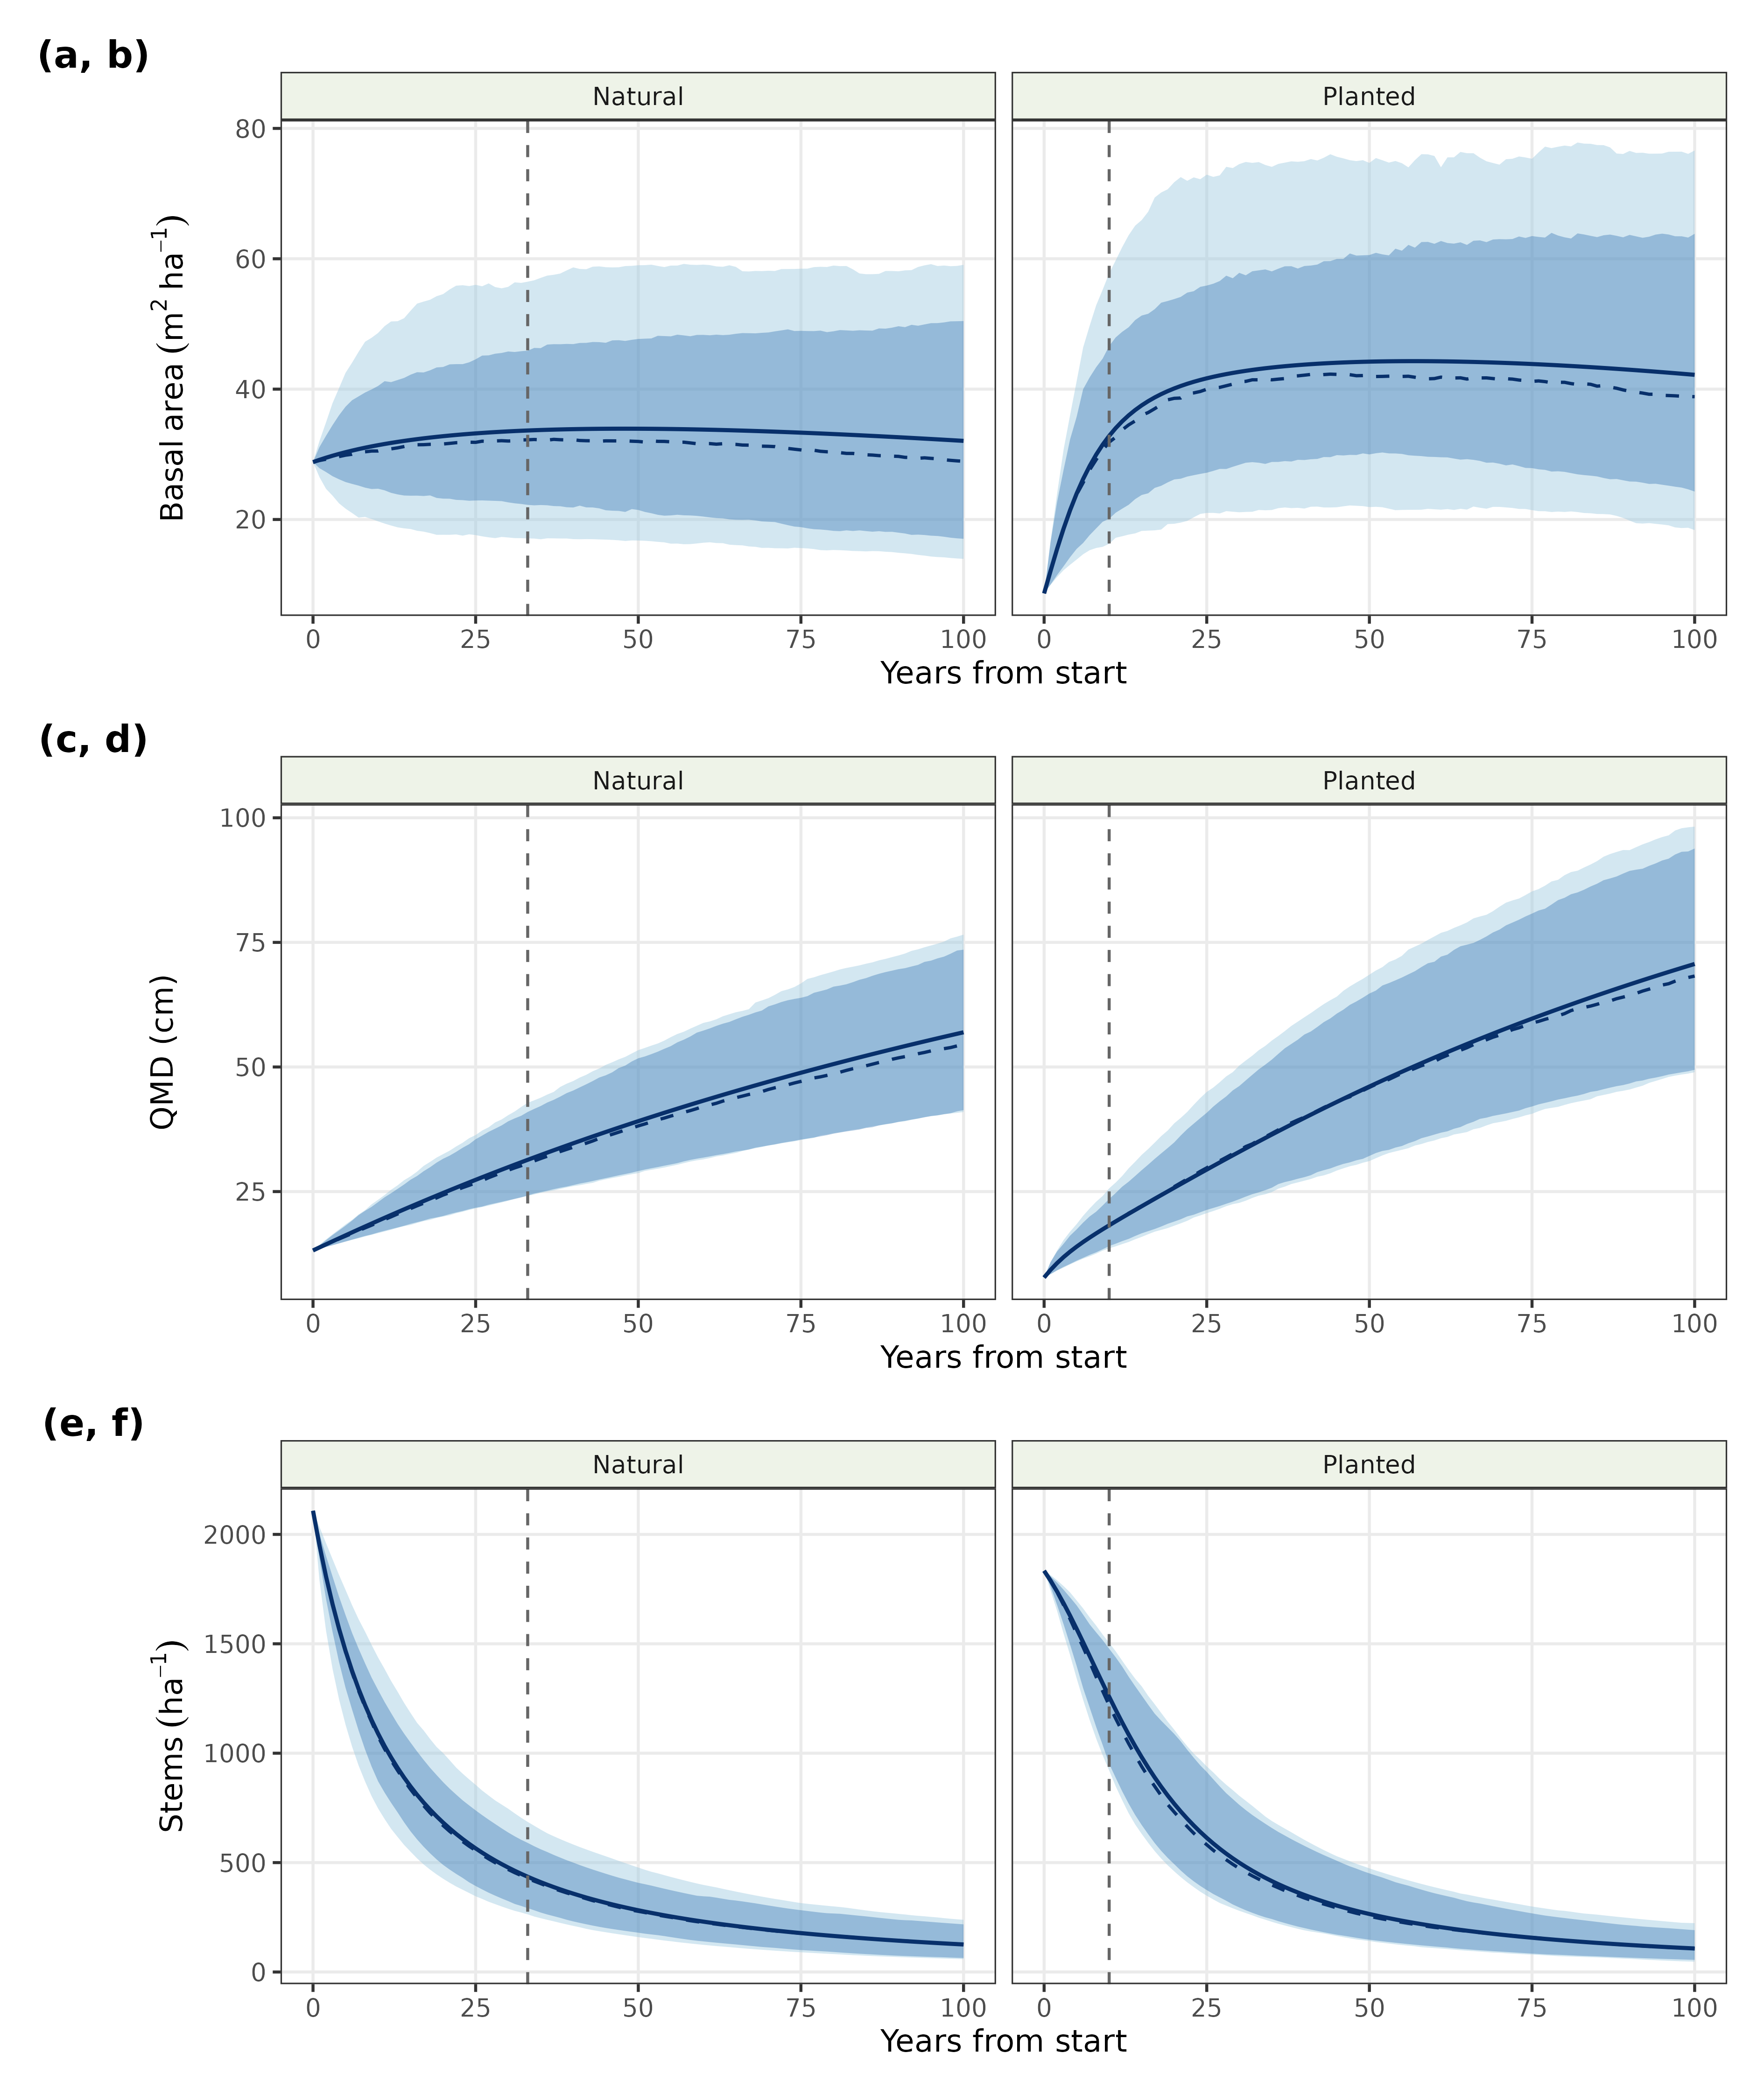 (a, b)
Natural Planted
Basal area (m² ha⁻¹)
80
60
40
20
0 25 50 75 100 0 25 50 75 100
Years from start
(c, d)
Natural Planted
QMD (cm)
100
75
50
25
0 25 50 75 100 0 25 50 75 100
Years from start
(e, f)
Natural Planted
Stems (ha⁻¹)
2000
1500
1000
500
0
0 25 50 75 100 0 25 50 75 100
Years from start